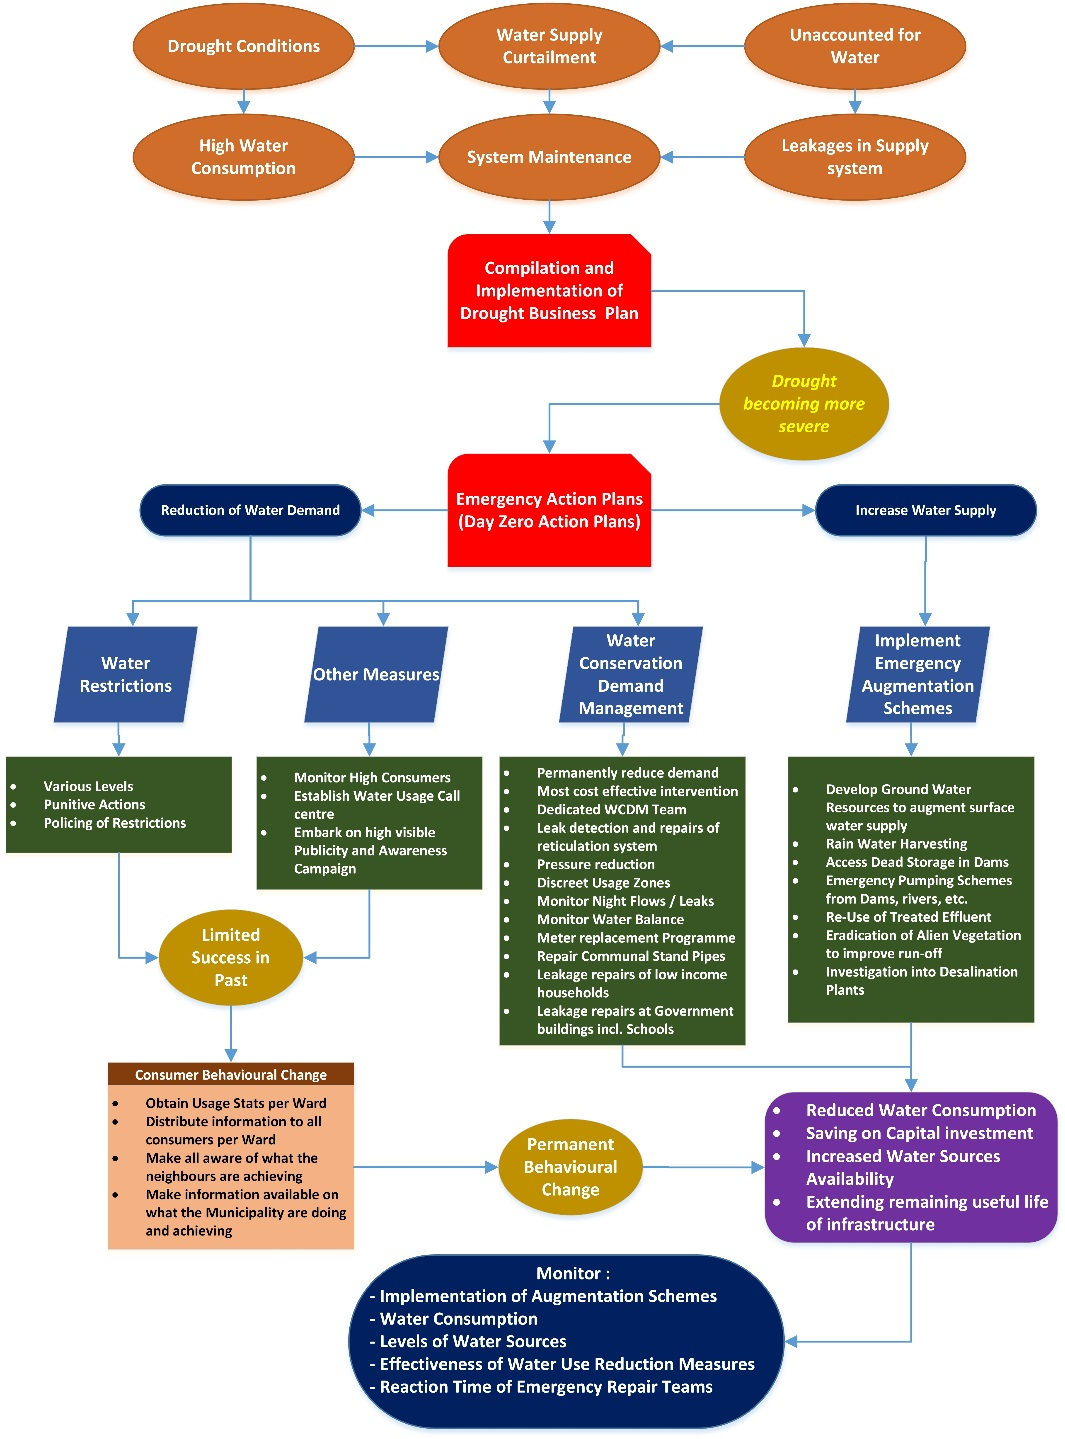 Drought Conditions
Water Supply
Curtailment
Unaccounted for
Water
High Water
Consumption
System Maintenance
Leakages in Supply
system
Compilation and
Implementation of
Drought Business Plan
Drought
becoming more
severe
Emergency Action Plans
(Day Zero Action Plans)
Reduction of Water Demand
Increase Water Supply
Water
Restrictions
Other Measures
Water
Conservation
Demand
Management
Implement
Emergency
Augmentation
Schemes
• Various Levels
• Punitive Actions
• Policing of Restrictions
• Monitor High Consumers
• Establish Water Usage Call
centre
• Embark on high visible
Publicity and Awareness
Campaign
• Permanently reduce demand
• Most cost effective intervention
• Dedicated WCDM Team
• Leak detection and repairs of
reticulation system
• Pressure reduction
• Discreet Usage Zones
• Monitor Night Flows / Leaks
• Monitor Water Balance
• Meter replacement Programme
• Repair Communal Stand Pipes
• Leakage repairs of low income
households
• Leakage repairs at Government
buildings incl. Schools
• Develop Ground Water
Resources to augment surface
water supply
• Rain Water Harvesting
• Access Dead Storage in Dams
• Emergency Pumping Schemes
from Dams, rivers, etc.
• Re-Use of Treated Effluent
• Eradication of Alien Vegetation
to improve run-off
• Investigation into Desalination
Plants
Limited
Success in
Past
Consumer Behavioural Change
• Obtain Usage Stats per Ward
• Distribute information to all
consumers per Ward
• Make all aware of what the
neighbours are achieving
• Make information available on
what the Municipality are doing
and achieving
Permanent
Behavioural
Change
• Reduced Water Consumption
• Saving on Capital investment
• Increased Water Sources
Availability
• Extending remaining useful life
of infrastructure
Monitor :
- Implementation of Augmentation Schemes
- Water Consumption
- Levels of Water Sources
- Effectiveness of Water Use Reduction Measures
- Reaction Time of Emergency Repair Teams